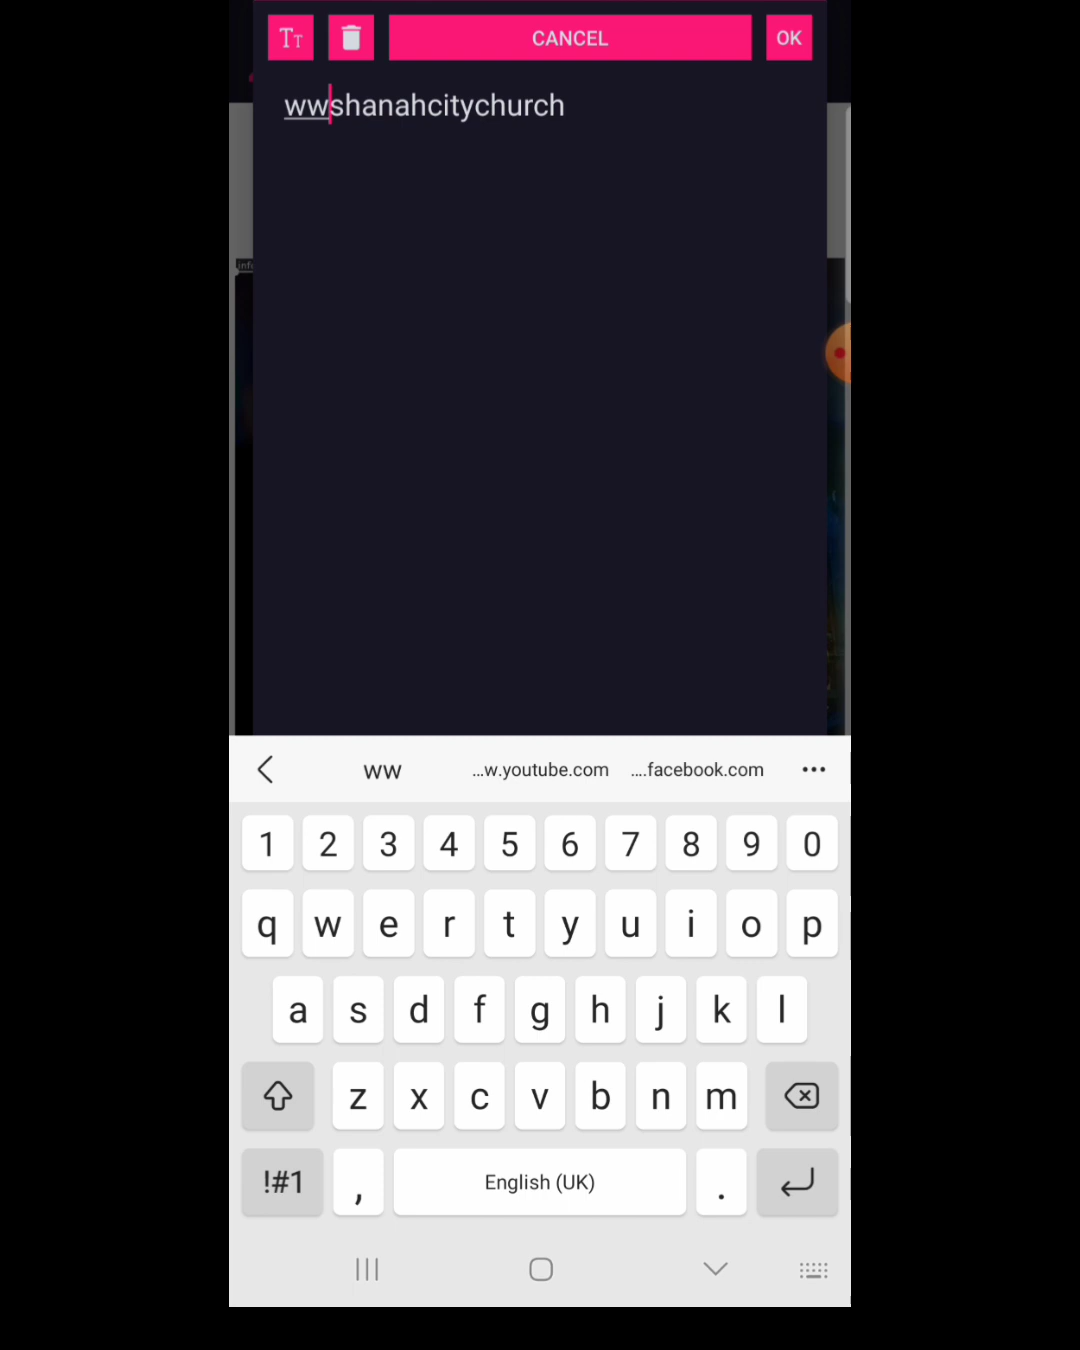 TT
CANCEL
OK
wwshanahcitychurch
ww
...w.youtube.com
....facebook.com
1 2 3 4 5 6 7 8 9 0
q w e r t y u i o p
a s d f g h j k l
z x c v b n m
!#1 , English (UK) .